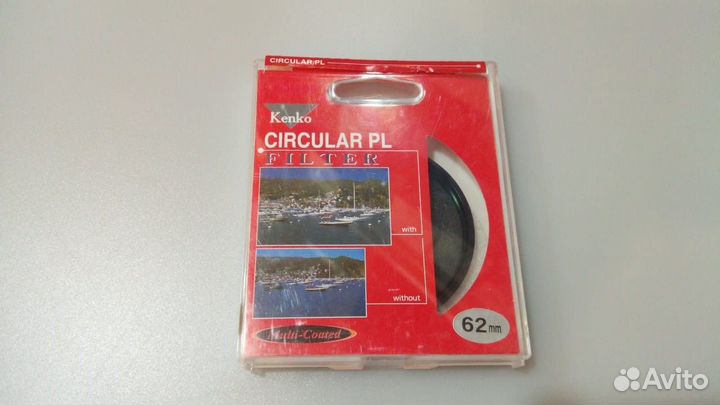 CIRCULAR/PL
Kenko
CIRCULAR PL
FILTER
with
without
Multi-Coated
62mm
Avito